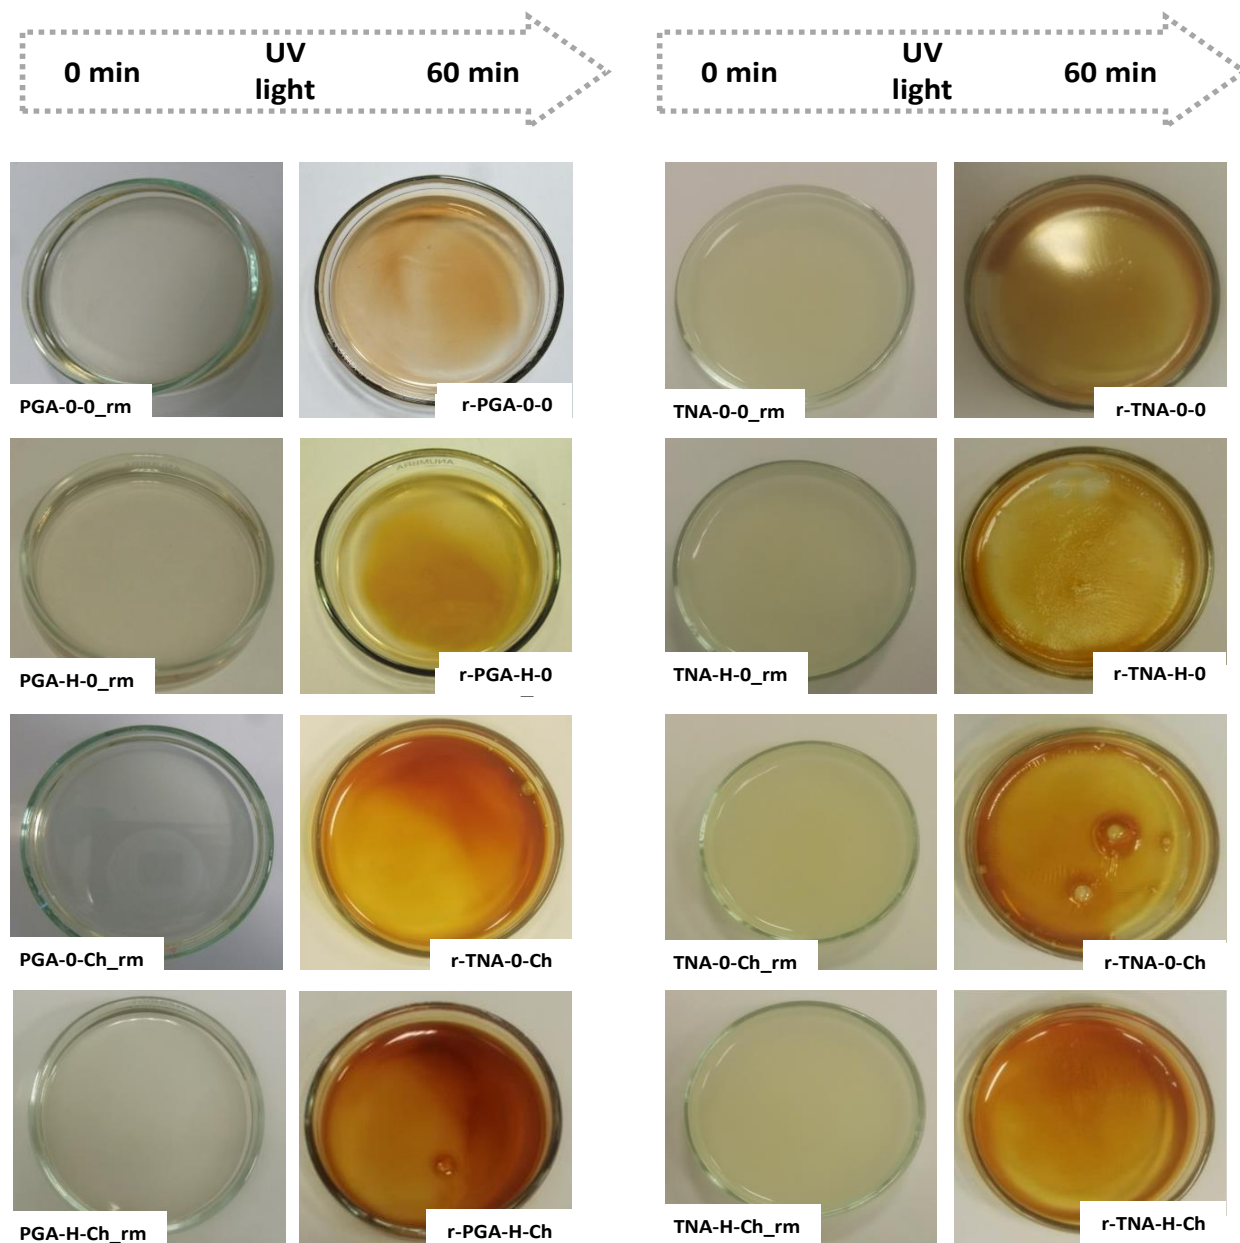 0 min UV light 60 min
0 min UV light 60 min
PGA-0-0_rm
r-PGA-0-0
TNA-0-0_rm
r-TNA-0-0
ANUMBRA
PGA-H-0_rm
r-PGA-H-0
TNA-H-0_rm
r-TNA-H-0
PGA-0-Ch_rm
r-TNA-0-Ch
TNA-0-Ch_rm
r-TNA-0-Ch
PGA-H-Ch_rm
r-PGA-H-Ch
TNA-H-Ch_rm
r-TNA-H-Ch